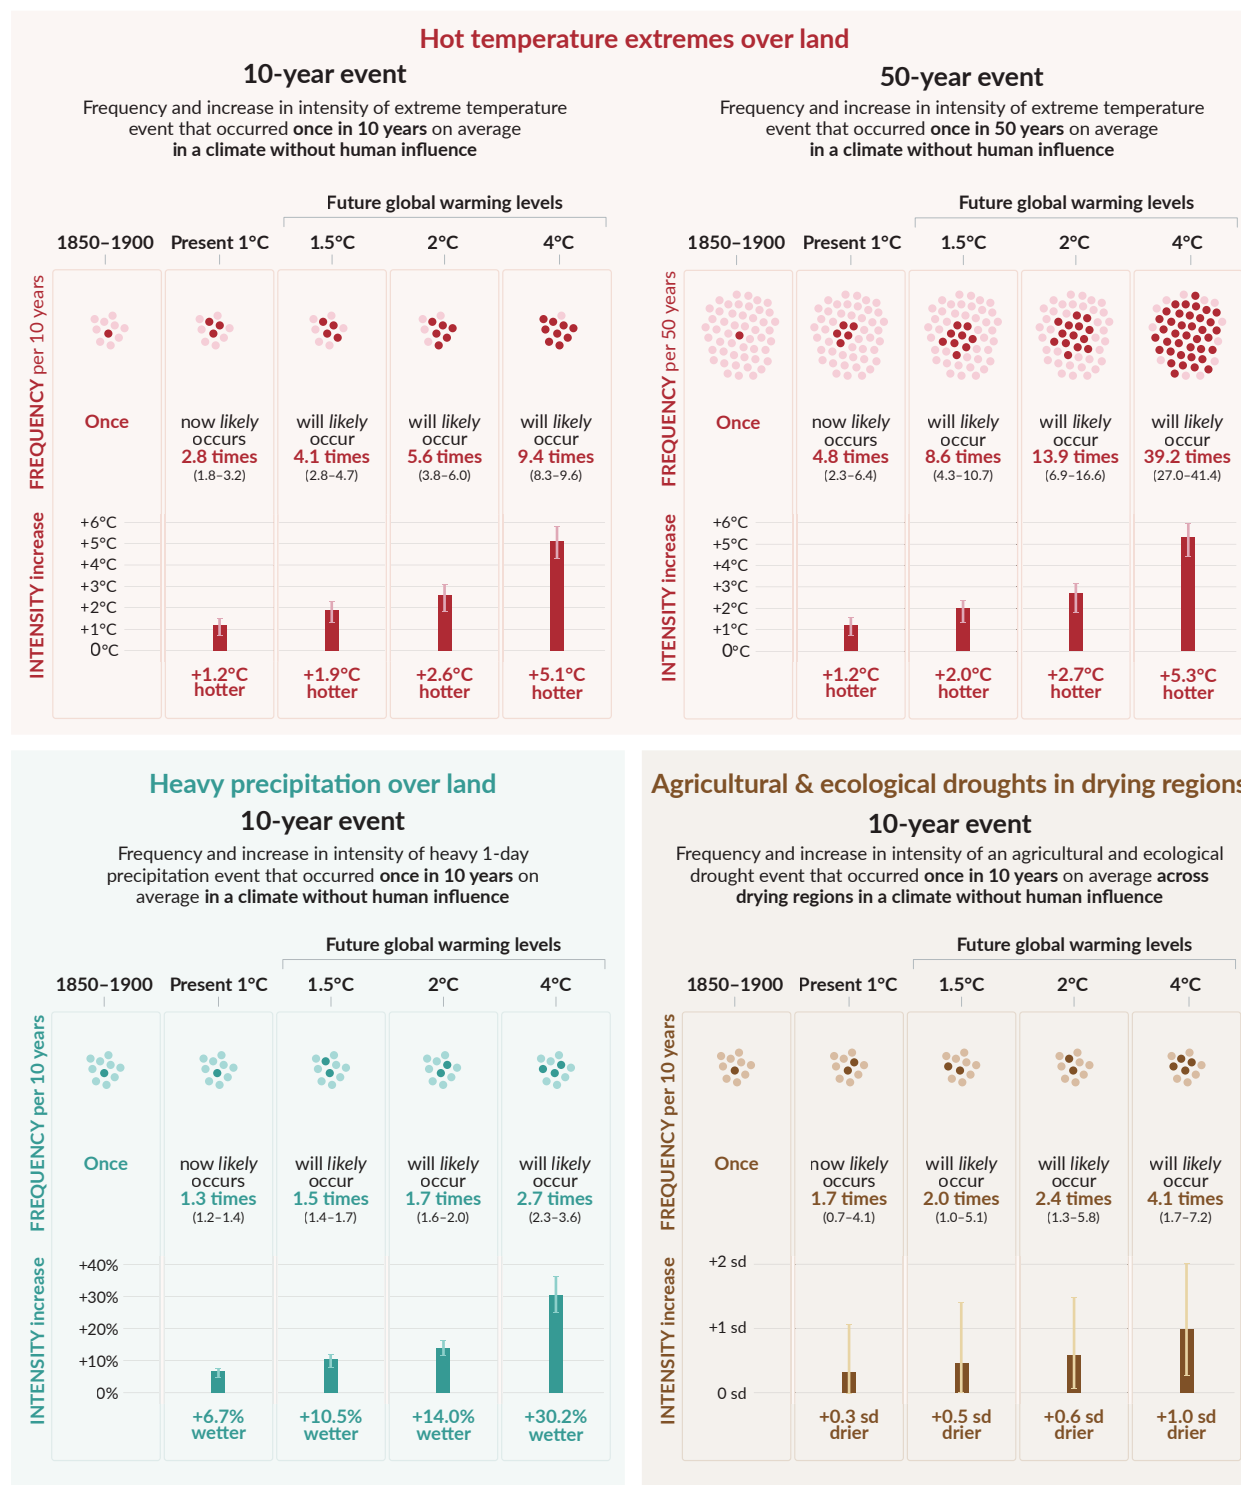 Hot temperature extremes over land
10-year event
Frequency and increase in intensity of extreme temperature
event that occurred once in 10 years on average
in a climate without human influence
Future global warming levels
1850–1900 Present 1°C 1.5°C 2°C 4°C
FREQUENCY per 10 years
Once
now likely occurs 2.8 times (1.8–3.2)
will likely occur 4.1 times (2.8–4.7)
will likely occur 5.6 times (3.8–6.0)
will likely occur 9.4 times (8.3–9.6)
INTENSITY increase
+6°C
+5°C
+4°C
+3°C
+2°C
+1°C
0°C
+1.2°C hotter
+1.9°C hotter
+2.6°C hotter
+5.1°C hotter
50-year event
Frequency and increase in intensity of extreme temperature
event that occurred once in 50 years on average
in a climate without human influence
Future global warming levels
1850–1900 Present 1°C 1.5°C 2°C 4°C
FREQUENCY per 50 years
Once
now likely occurs 4.8 times (2.3–6.4)
will likely occur 8.6 times (4.3–10.7)
will likely occur 13.9 times (6.9–16.6)
will likely occur 39.2 times (27.0–41.4)
INTENSITY increase
+6°C
+5°C
+4°C
+3°C
+2°C
+1°C
0°C
+1.2°C hotter
+2.0°C hotter
+2.7°C hotter
+5.3°C hotter
Heavy precipitation over land
10-year event
Frequency and increase in intensity of heavy 1-day
precipitation event that occurred once in 10 years on
average in a climate without human influence
Future global warming levels
1850–1900 Present 1°C 1.5°C 2°C 4°C
FREQUENCY per 10 years
Once
now likely occurs 1.3 times (1.2–1.4)
will likely occur 1.5 times (1.4–1.7)
will likely occur 1.7 times (1.6–2.0)
will likely occur 2.7 times (2.3–3.6)
INTENSITY increase
+40%
+30%
+20%
+10%
0%
+6.7% wetter
+10.5% wetter
+14.0% wetter
+30.2% wetter
Agricultural & ecological droughts in drying regions
10-year event
Frequency and increase in intensity of an agricultural and ecological
drought event that occurred once in 10 years on average across
drying regions in a climate without human influence
Future global warming levels
1850–1900 Present 1°C 1.5°C 2°C 4°C
FREQUENCY per 10 years
Once
now likely occurs 1.7 times (0.7–4.1)
will likely occur 2.0 times (1.0–5.1)
will likely occur 2.4 times (1.3–5.8)
will likely occur 4.1 times (1.7–7.2)
INTENSITY increase
+2 sd
+1 sd
0 sd
+0.3 sd drier
+0.5 sd drier
+0.6 sd drier
+1.0 sd drier